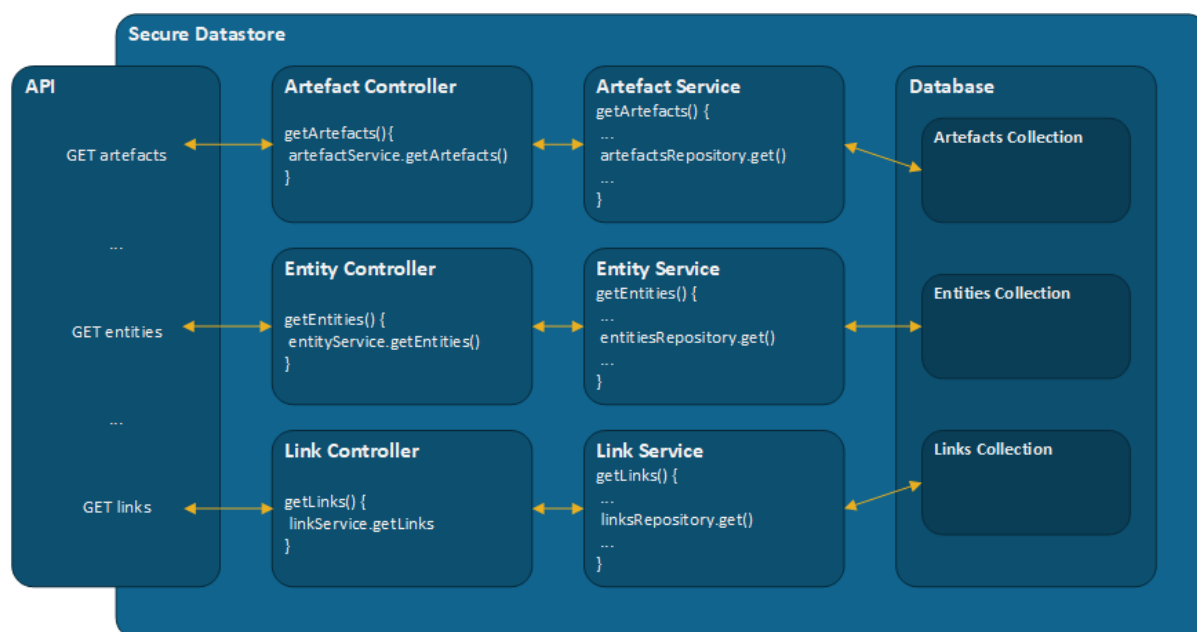 Secure Datastore
API
GET artefacts
...
GET entities
...
GET links
Artefact Controller
getArtefacts(){
artefactService.getArtefacts()
}
Artefact Service
getArtefacts() {
...
artefactsRepository.get()
...
}
Entity Controller
getEntities() {
entityService.getEntities()
}
Entity Service
getEntities() {
...
entitiesRepository.get()
...
}
Link Controller
getLinks() {
linkService.getLinks
}
Link Service
getLinks() {
...
linksRepository.get()
...
}
Database
Artefacts Collection
Entities Collection
Links Collection